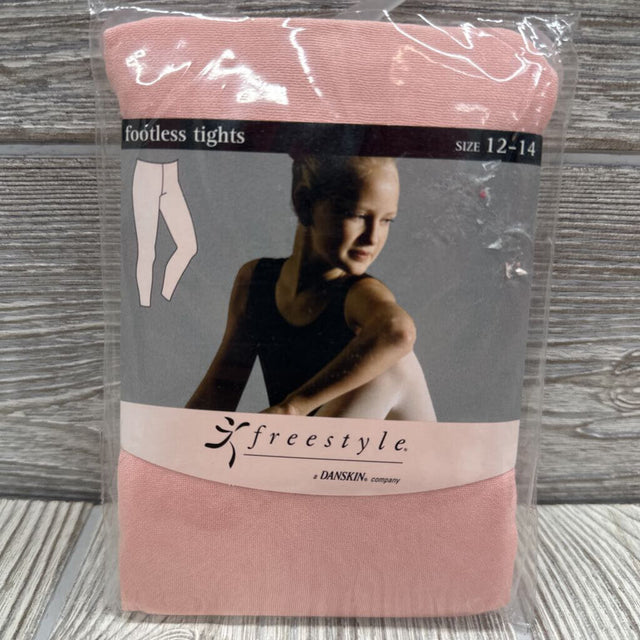 footless tights SIZE 12-14
freestyle®
a DANSKIN® company